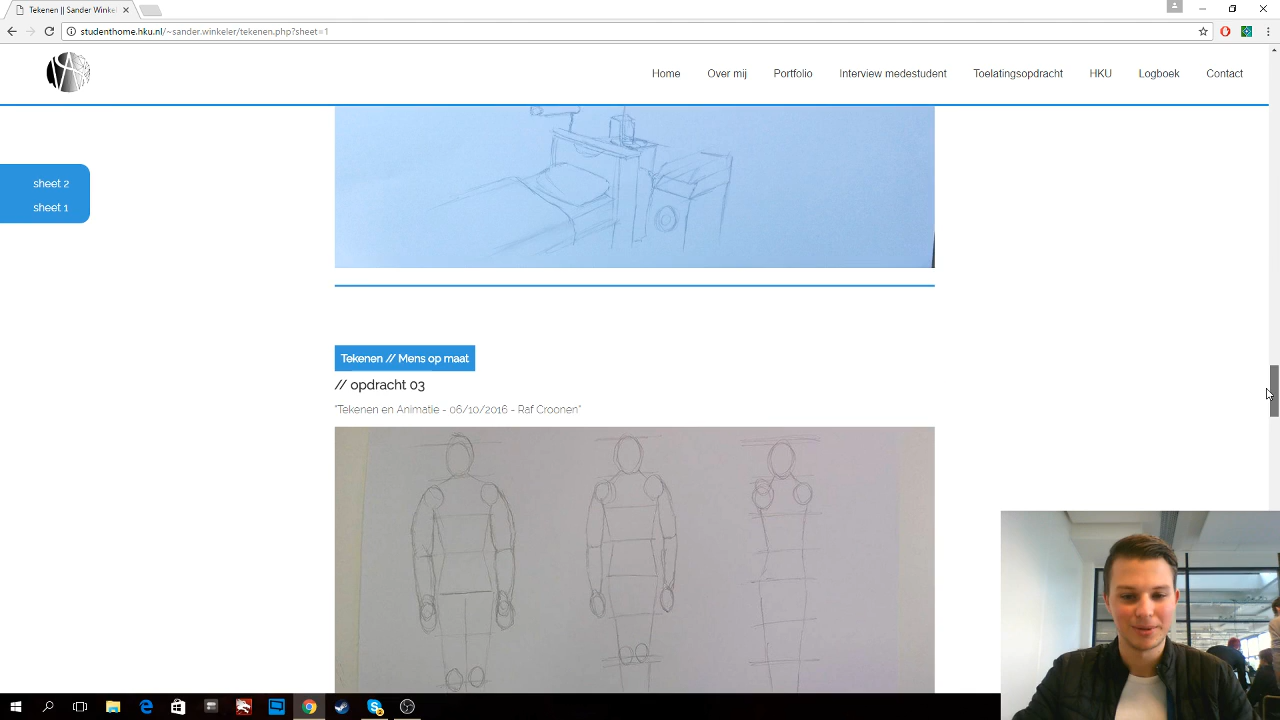 Tekenen || Sander Winke
studenthome.hku.nl/~sander.winkeler/tekenen.php?sheet=1
Home Over mij Portfolio Interview medestudent Toelatingsopdracht HKU Logboek Contact
sheet 2
sheet 1
Tekenen // Mens op maat
// opdracht 03
"Tekenen en Animatie - 06/10/2016 - Raf Croonen"